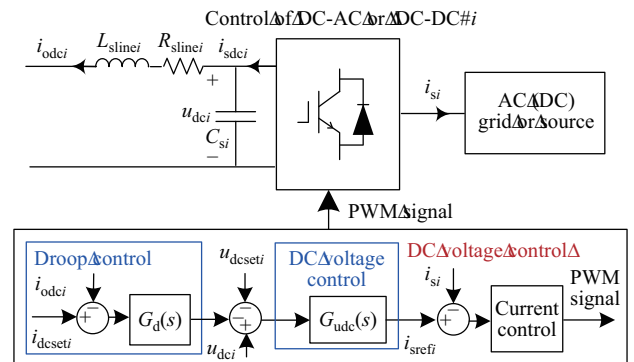 ControlΔofΔDC-ACΔorΔDC-DC#i
i_odci
L_slinei
R_slinei
i_sdci
+
u_dci
C_si
−
i_si
ACΔ(DC)
gridΔorΔsource
PWMΔsignal
DroopΔcontrol
i_odci
i_dcseti
+
−
G_d(s)
u_dcseti
−
−
+
u_dci
DCΔvoltage
control
G_udc(s)
DCΔvoltageΔcontrolΔ
i_si
i_srefi
+
−
Current
control
PWM
signal